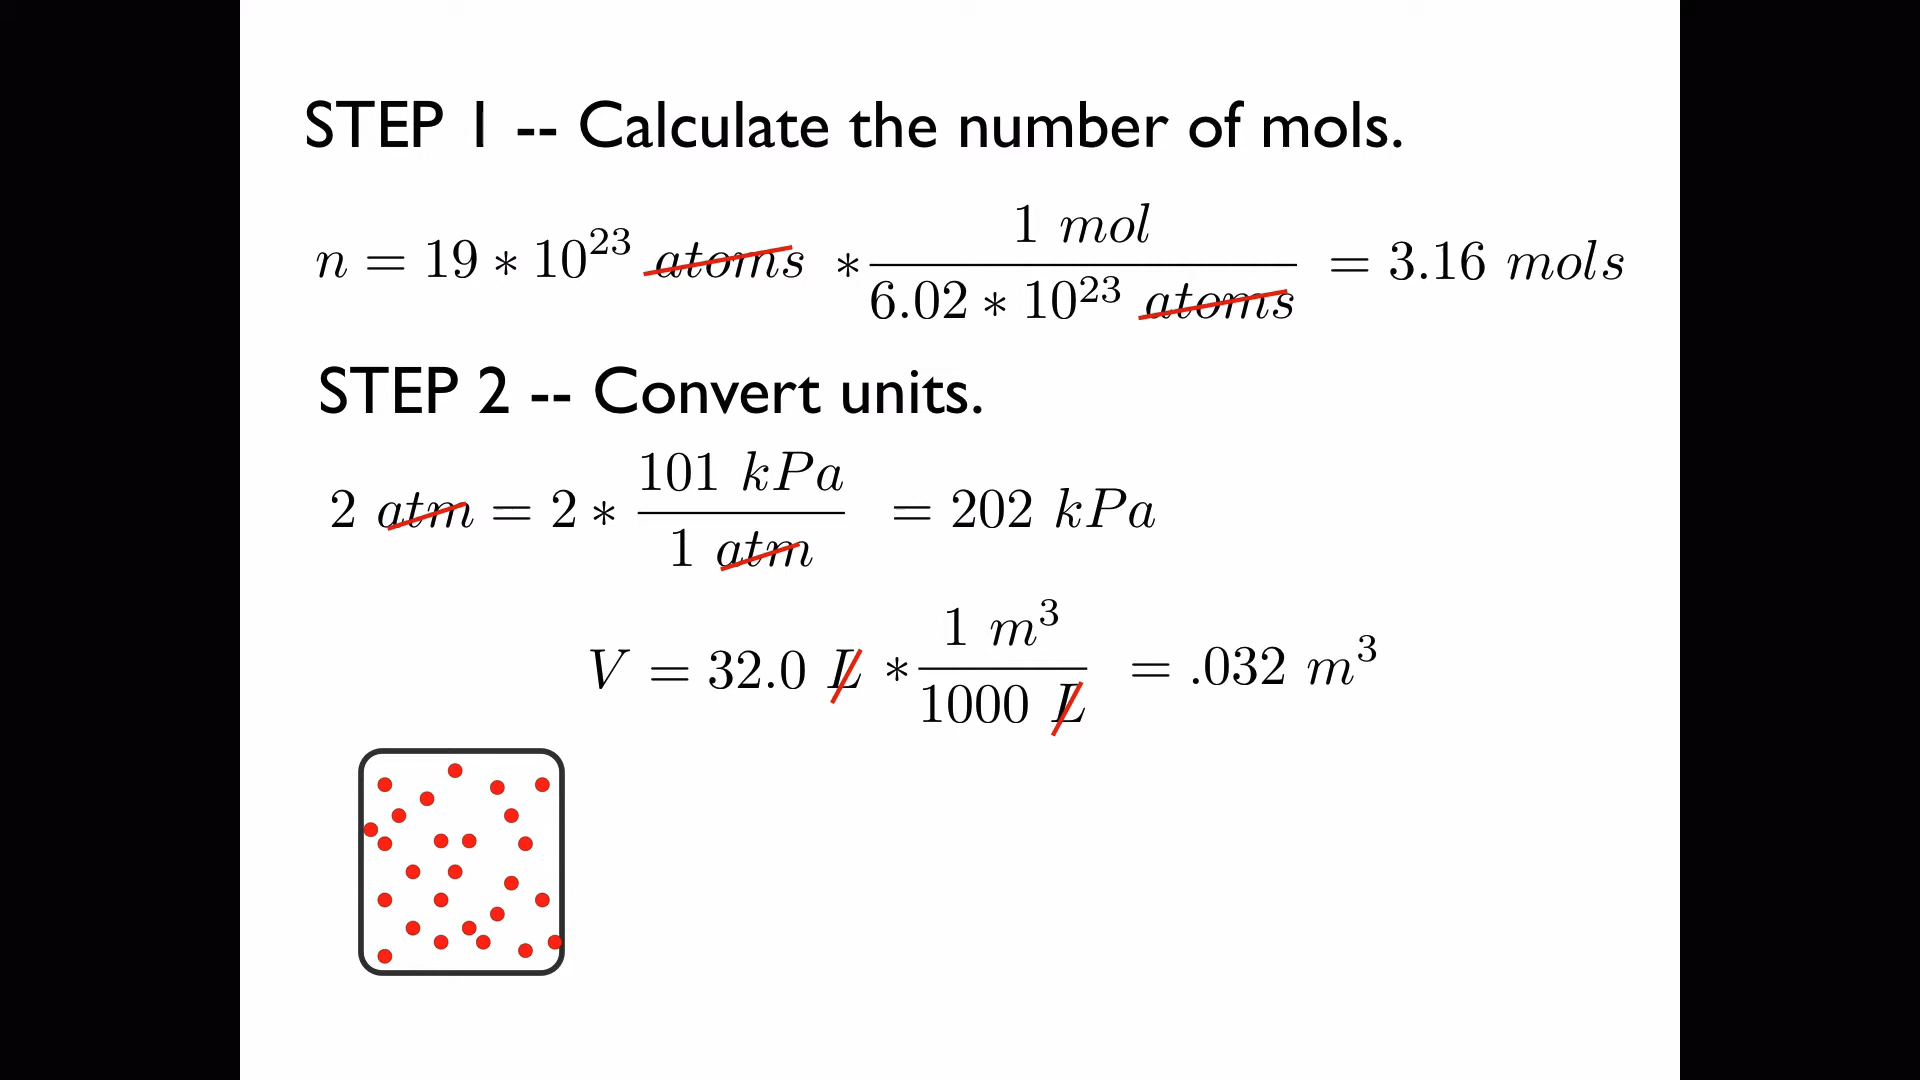 STEP 1 -- Calculate the number of mols.
n = 19 * 10^23 atoms * (1 mol)/(6.02 * 10^23 atoms) = 3.16 mols
STEP 2 -- Convert units.
2 atm = 2 * (101 kPa)/(1 atm) = 202 kPa
V = 32.0 L * (1 m^3)/(1000 L) = .032 m^3